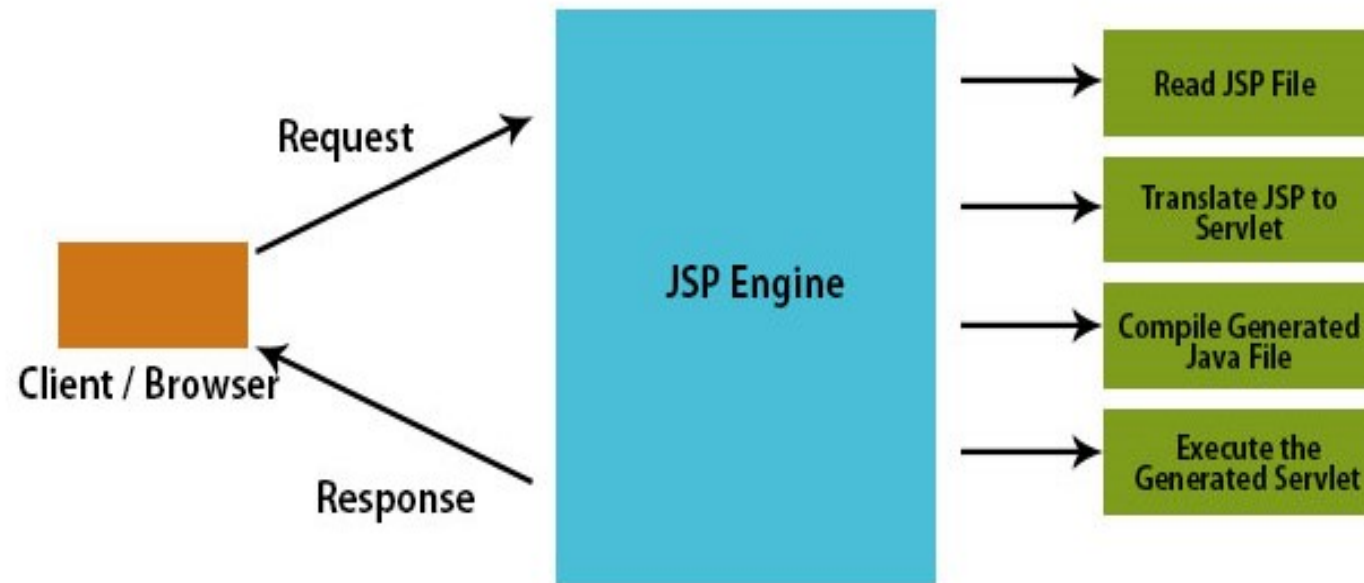 Request
Client / Browser
Response
JSP Engine
Read JSP File
Translate JSP to
Servlet
Compile Generated
Java File
Execute the
Generated Servlet